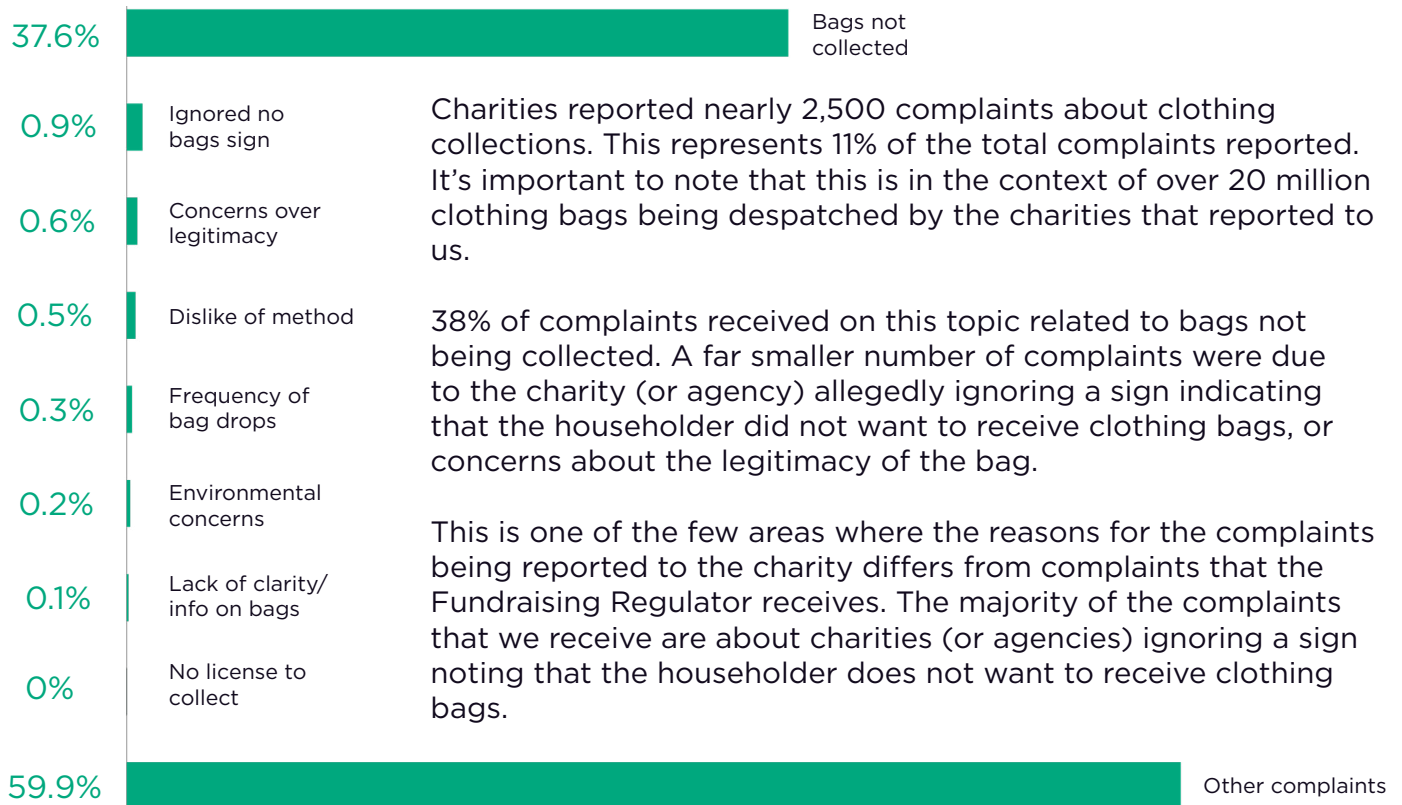 37.6%
Bags not
collected
0.9%
Ignored no
bags sign
0.6%
Concerns over
legitimacy
0.5%
Dislike of method
0.3%
Frequency of
bag drops
0.2%
Environmental
concerns
0.1%
Lack of clarity/
info on bags
0%
No license to
collect
59.9%
Other complaints
Charities reported nearly 2,500 complaints about clothing
collections. This represents 11% of the total complaints reported.
It’s important to note that this is in the context of over 20 million
clothing bags being despatched by the charities that reported to
us.
38% of complaints received on this topic related to bags not
being collected. A far smaller number of complaints were due
to the charity (or agency) allegedly ignoring a sign indicating
that the householder did not want to receive clothing bags, or
concerns about the legitimacy of the bag.
This is one of the few areas where the reasons for the complaints
being reported to the charity differs from complaints that the
Fundraising Regulator receives. The majority of the complaints
that we receive are about charities (or agencies) ignoring a sign
noting that the householder does not want to receive clothing
bags.